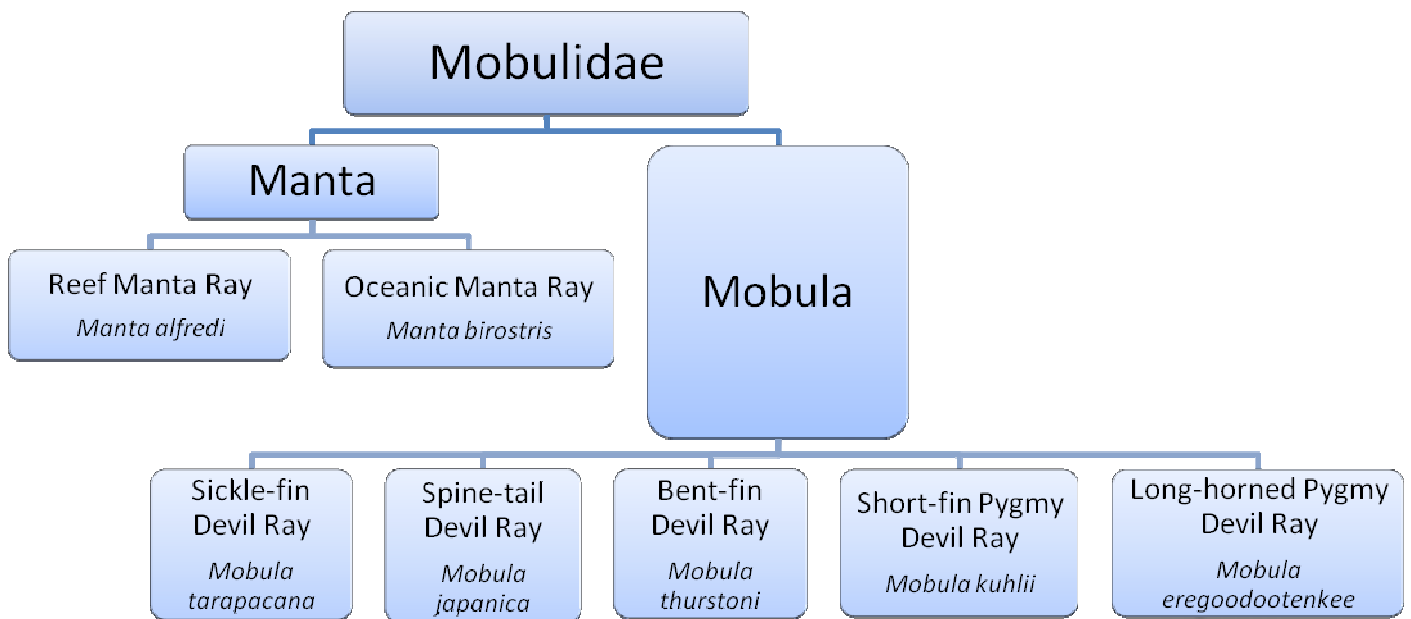 Mobulidae
Manta
Mobula
Reef Manta Ray
Manta alfredi
Oceanic Manta Ray
Manta birostris
Sickle-fin
Devil Ray
Mobula
tarapacana
Spine-tail
Devil Ray
Mobula
japanica
Bent-fin
Devil Ray
Mobula
thurstoni
Short-fin Pygmy
Devil Ray
Mobula kuhlii
Long-horned Pygmy
Devil Ray
Mobula
eregoodootenkee